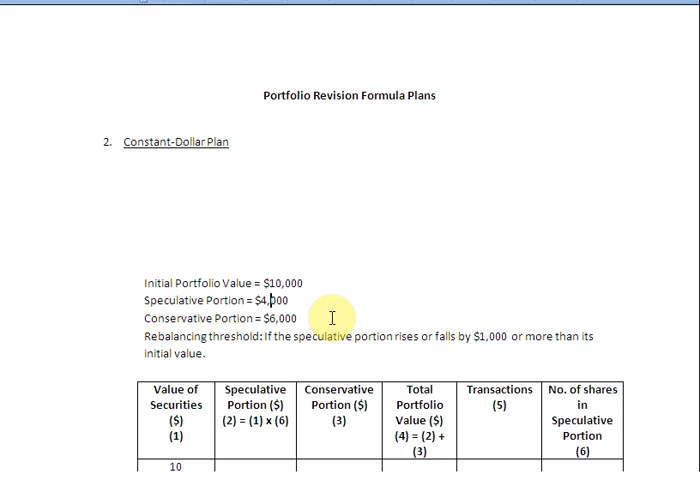 Portfolio Revision Formula Plans
2. Constant-Dollar Plan
Initial Portfolio Value = $10,000
Speculative Portion = $4,000
Conservative Portion = $6,000
Rebalancing threshold: If the speculative portion rises or falls by $1,000 or more than its
initial value.
Value of Securities ($) (1)
Speculative Portion ($) (2) = (1) x (6)
Conservative Portion ($) (3)
Total Portfolio Value ($) (4) = (2) + (3)
Transactions (5)
No. of shares in Speculative Portion (6)
10